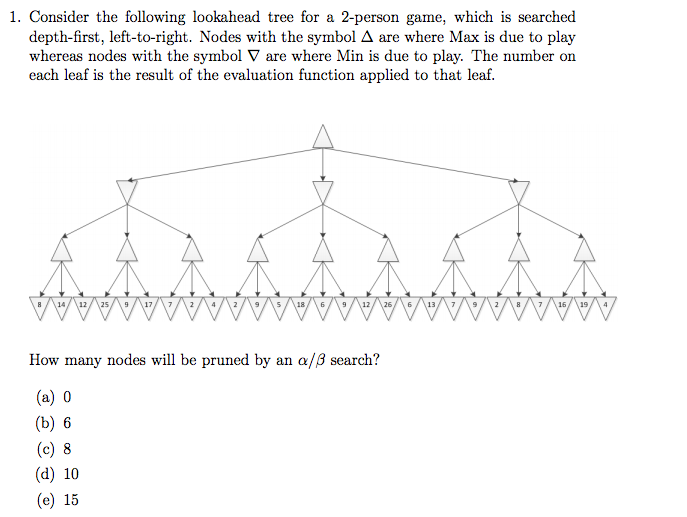 1. Consider the following lookahead tree for a 2-person game, which is searched
depth-first, left-to-right. Nodes with the symbol Δ are where Max is due to play
whereas nodes with the symbol ∇ are where Min is due to play. The number on
each leaf is the result of the evaluation function applied to that leaf.
8 14 12 25 9 17 7 2 4 2 9 5 18 6 9 12 26 6 13 7 9 2 8 7 16 19 4
How many nodes will be pruned by an α/β search?
(a) 0
(b) 6
(c) 8
(d) 10
(e) 15